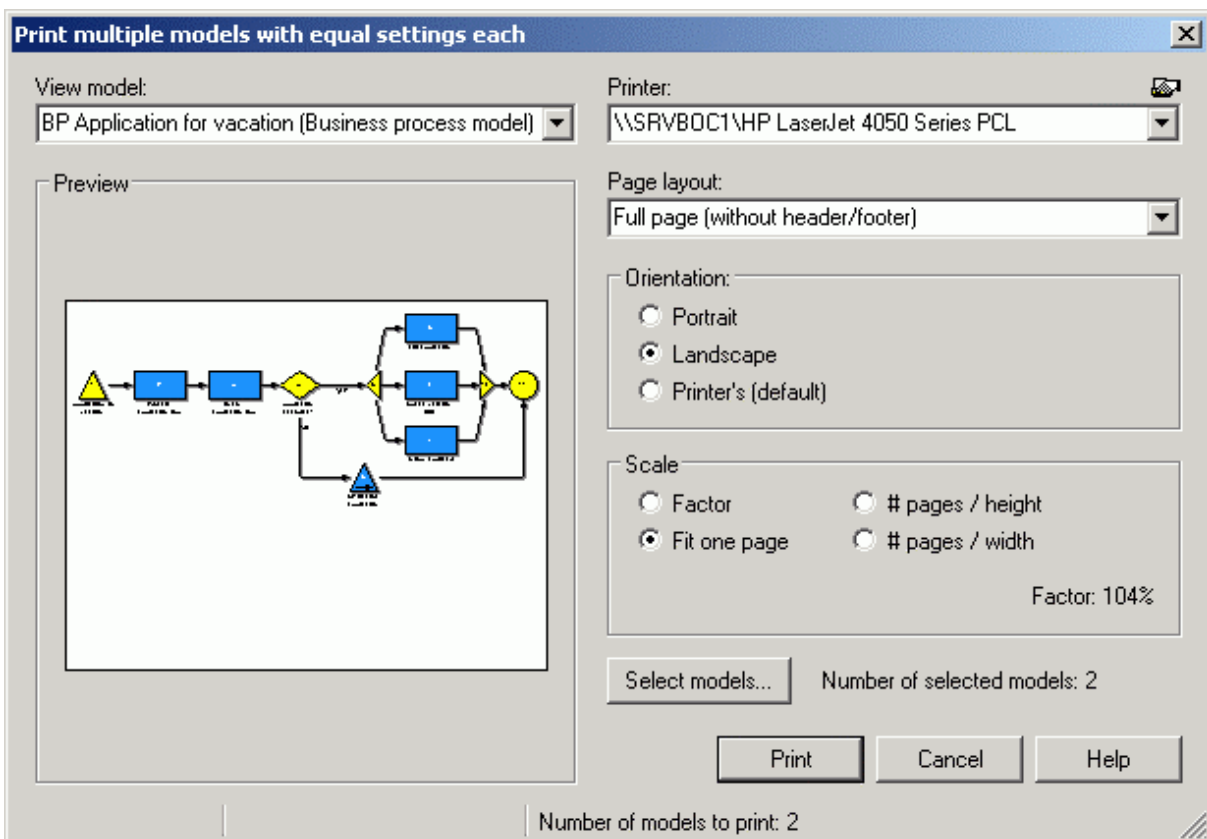 Print multiple models with equal settings each
View model:
BP Application for vacation (Business process model)
Preview
Printer:
\\SRVBOC1\HP LaserJet 4050 Series PCL
Page layout:
Full page (without header/footer)
Orientation:
Portrait
Landscape
Printer's (default)
Scale
Factor
# pages / height
Fit one page
# pages / width
Factor: 104%
Select models...
Number of selected models: 2
Print
Cancel
Help
Number of models to print: 2